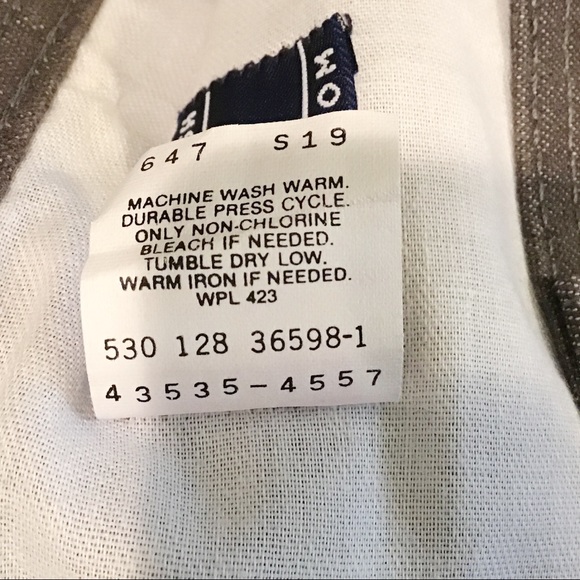 647 S19
MACHINE WASH WARM.
DURABLE PRESS CYCLE.
ONLY NON-CHLORINE
BLEACH IF NEEDED.
TUMBLE DRY LOW.
WARM IRON IF NEEDED.
WPL 423
530 128 36598-1
43535-4557